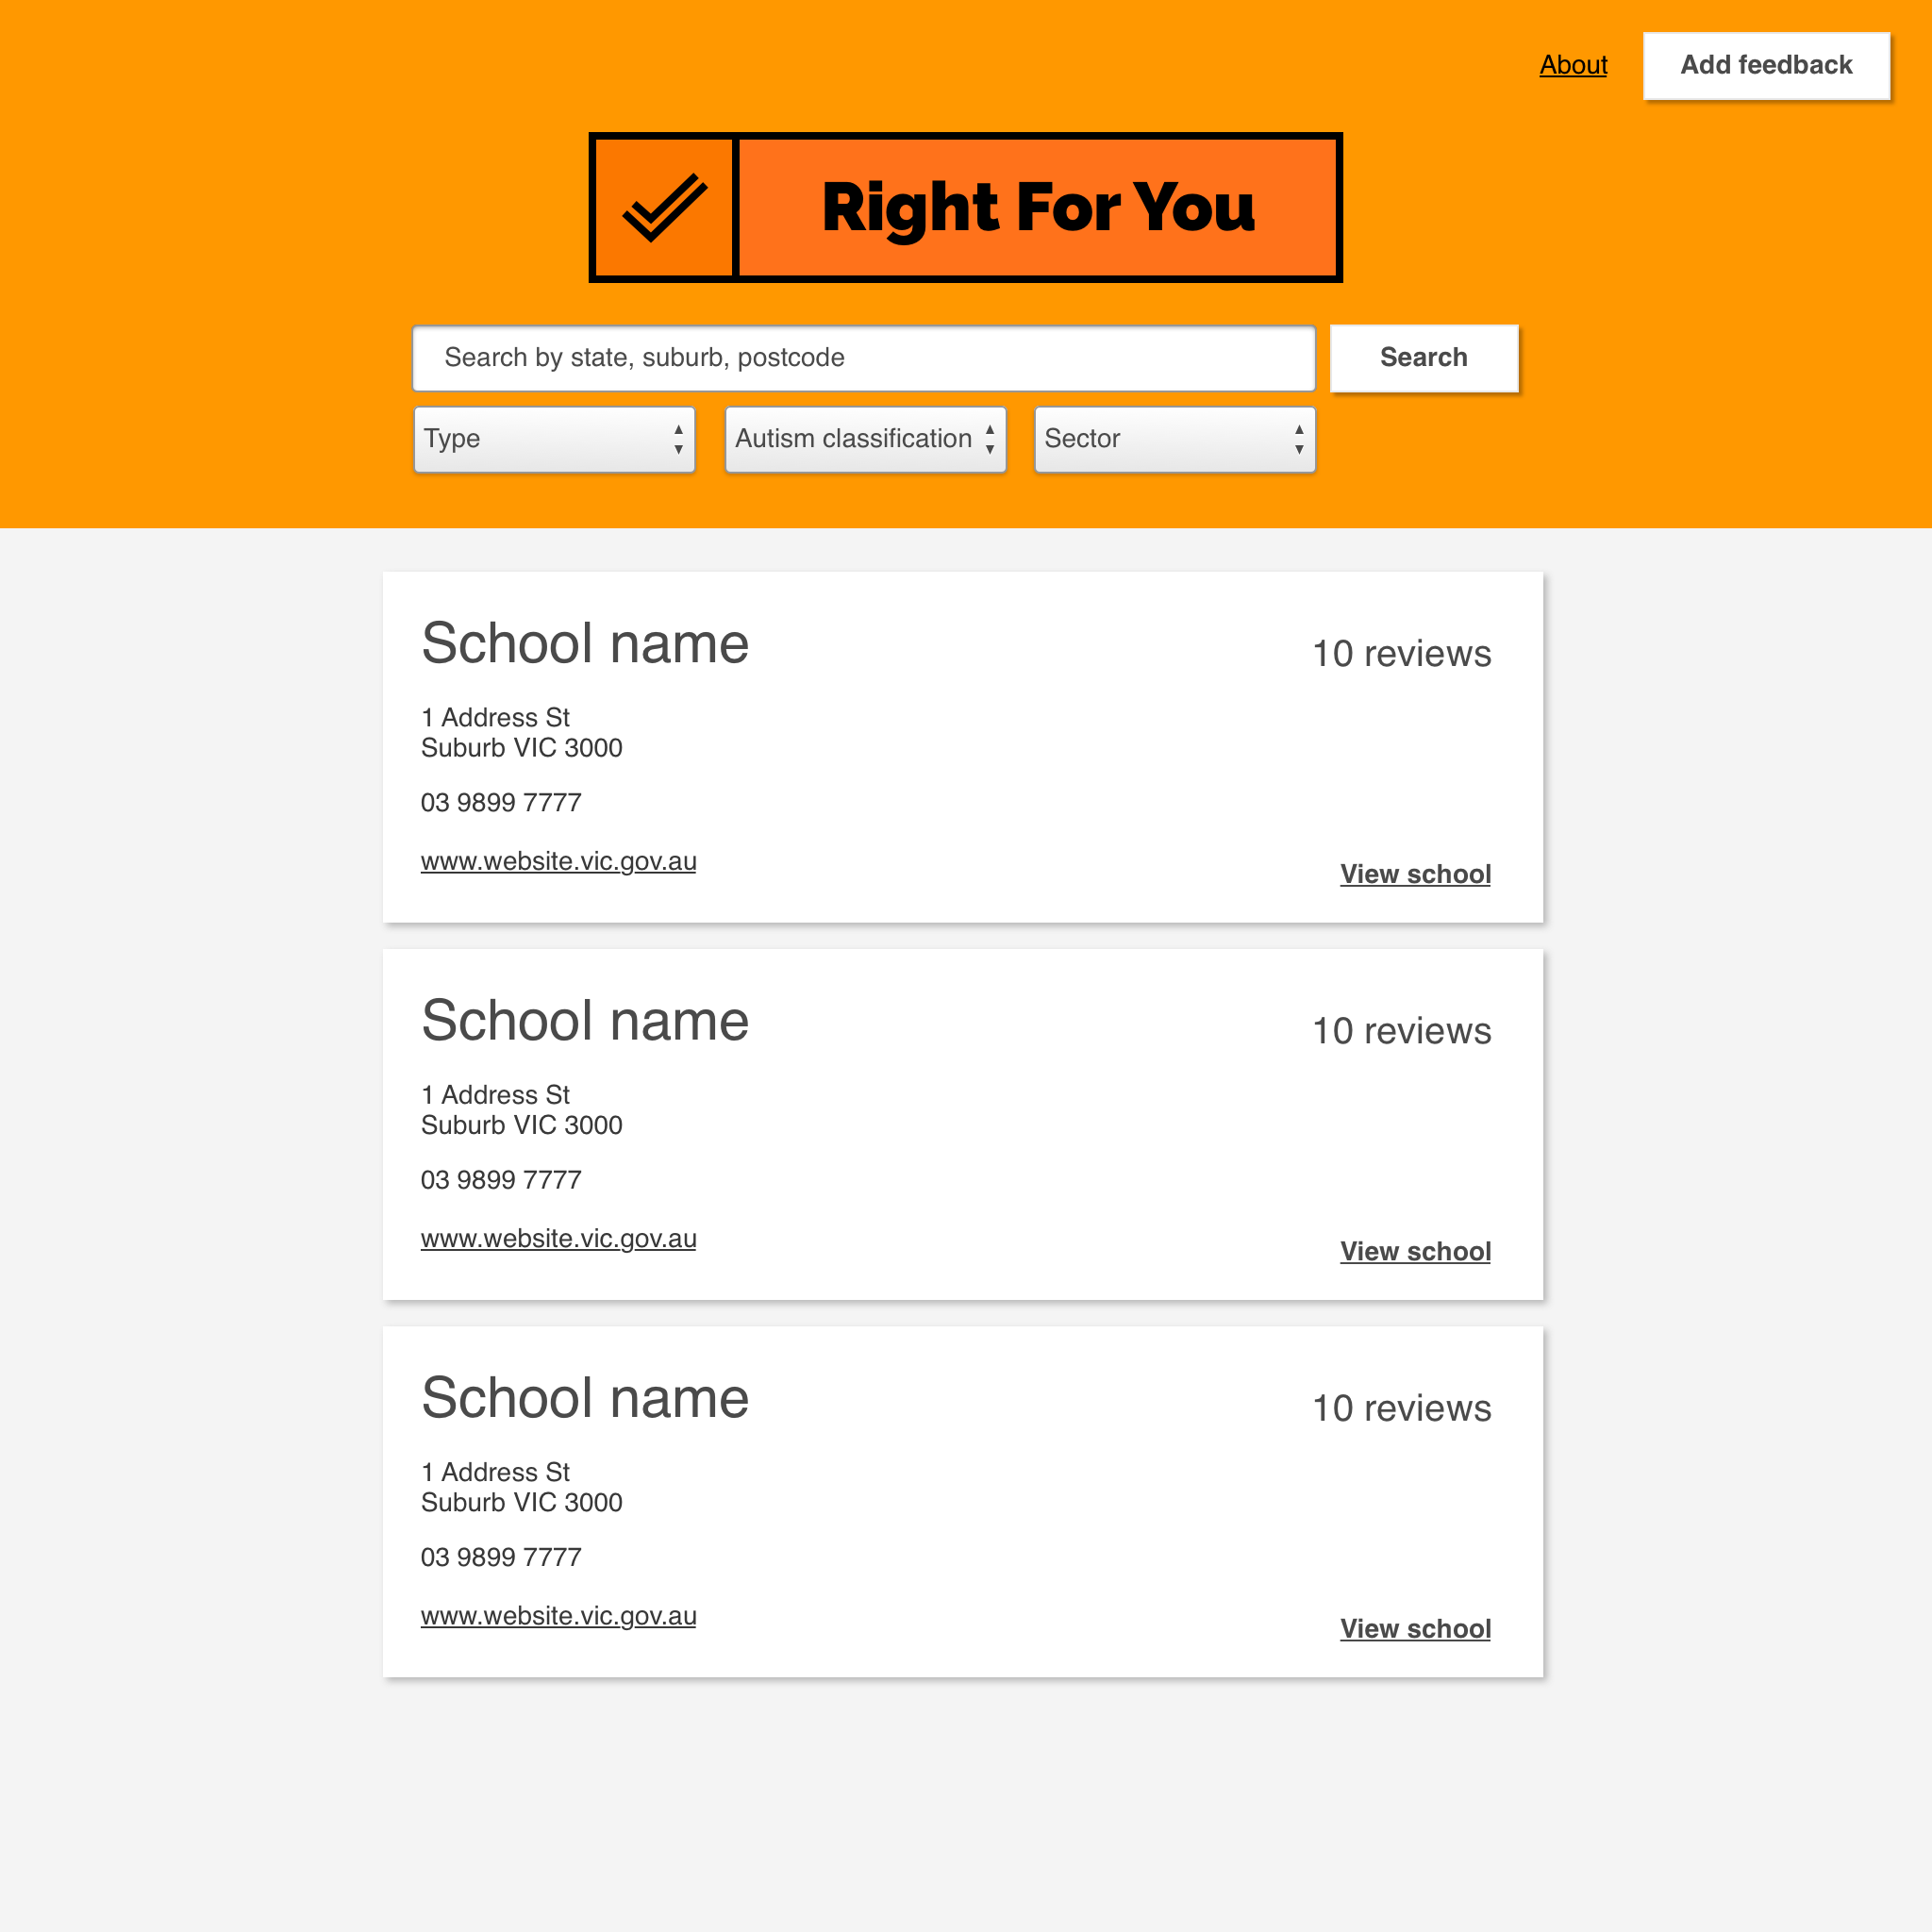 About
Add feedback
Right For You
Search by state, suburb, postcode
Search
Type
Autism classification
Sector
School name
10 reviews
1 Address St
Suburb VIC 3000
03 9899 7777
www.website.vic.gov.au
View school
School name
10 reviews
1 Address St
Suburb VIC 3000
03 9899 7777
www.website.vic.gov.au
View school
School name
10 reviews
1 Address St
Suburb VIC 3000
03 9899 7777
www.website.vic.gov.au
View school